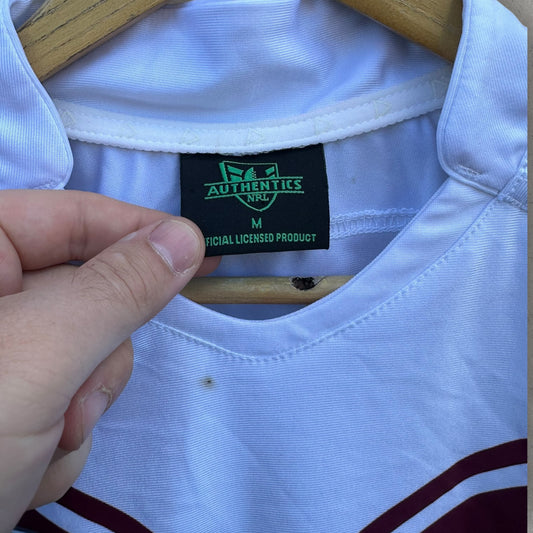 AUTHENTICS
NRL
M
FICIAL LICENSED PRODUCT